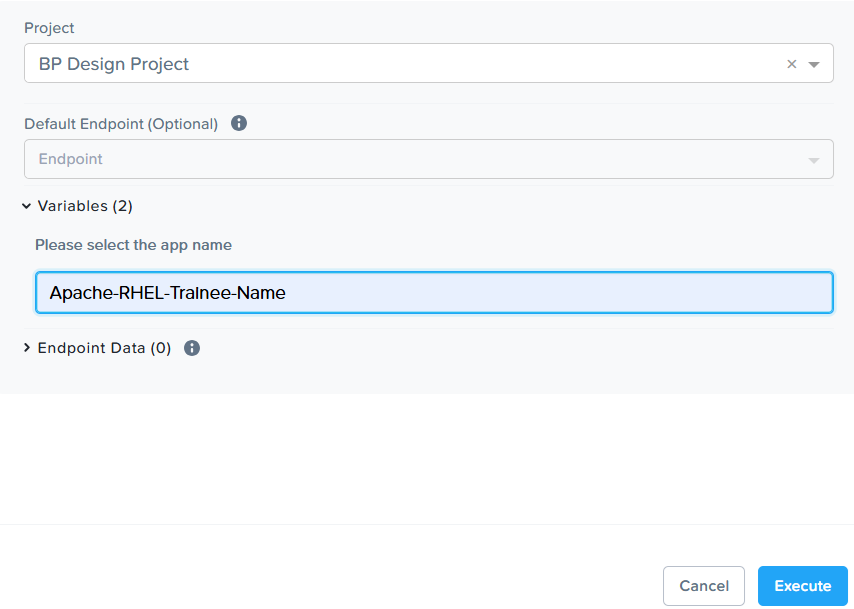 Project
BP Design Project
Default Endpoint (Optional)
Endpoint
Variables (2)
Please select the app name
Apache-RHEL-Trainee-Name
Endpoint Data (0)
Cancel
Execute